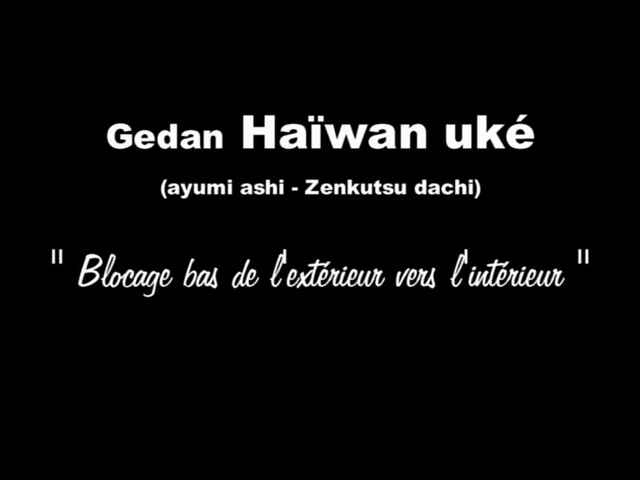 Gedan Haïwan uké
(ayumi ashi - Zenkutsu dachi)
" Blocage bas de l'extérieur vers l'intérieur "